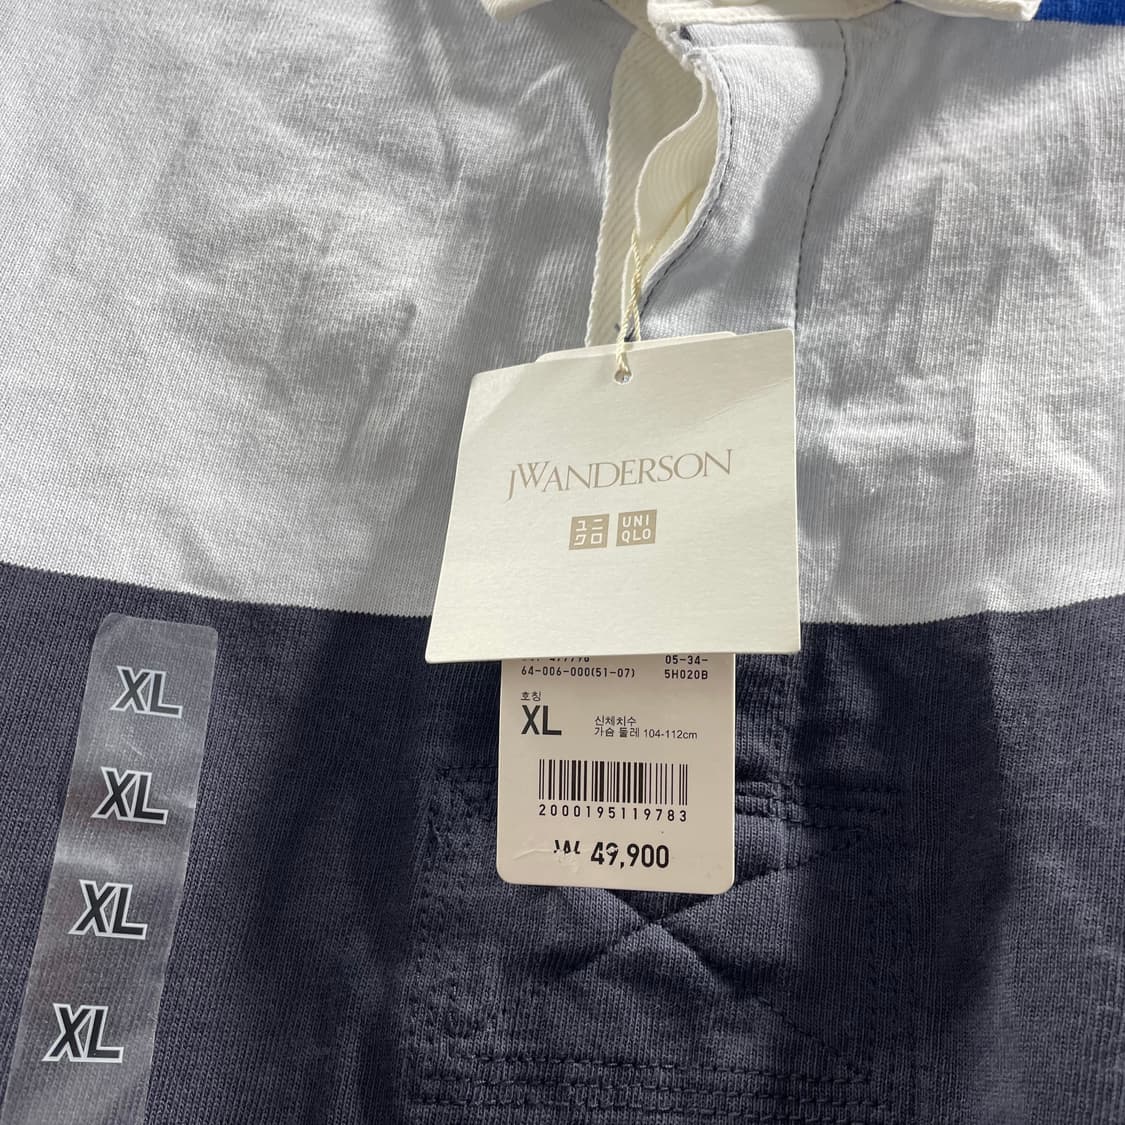 JWANDERSON
ユニ UNI
クロ QLO
05-34-
64-006-000(51-07) 5H020B
호칭
XL 신체치수
가슴 둘레 104-112cm
2000195119783
₩ 49,900
XL
XL
XL
XL